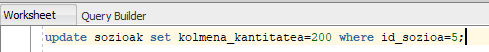 Worksheet Query Builder
update sozioak set kolmena_kantitatea=200 where id_sozioa=5;